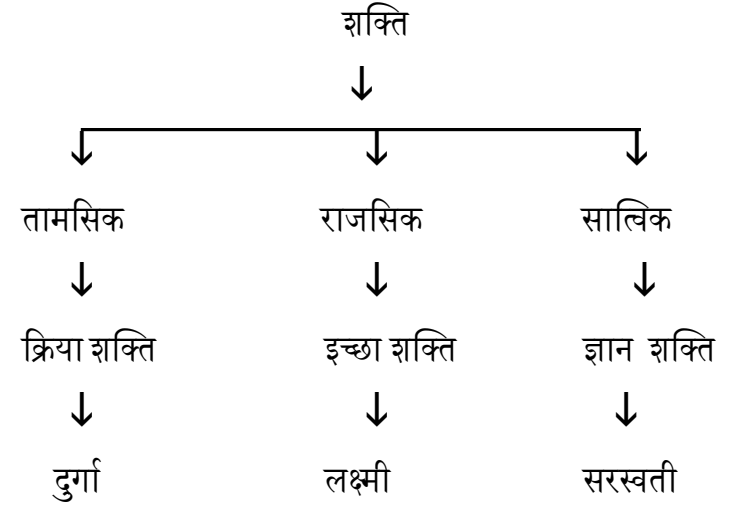 शक्ति
तामसिक राजसिक सात्विक
क्रिया शक्ति इच्छा शक्ति ज्ञान शक्ति
दुर्गा लक्ष्मी सरस्वती